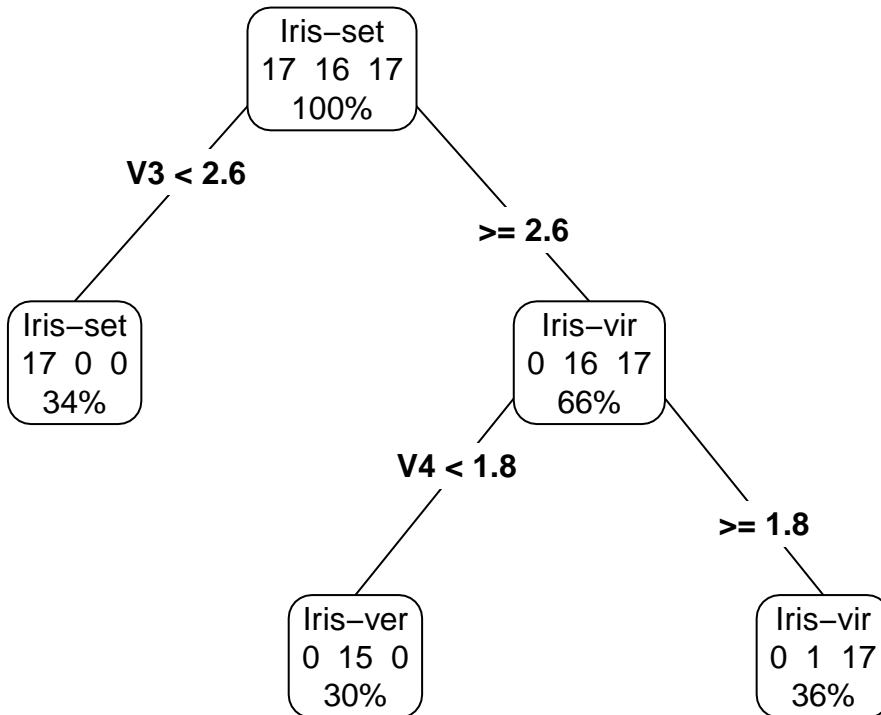 Iris−set
17 16 17
100%
V3 < 2.6
>= 2.6
Iris−set
17 0 0
34%
Iris−vir
0 16 17
66%
V4 < 1.8
>= 1.8
Iris−ver
0 15 0
30%
Iris−vir
0 1 17
36%